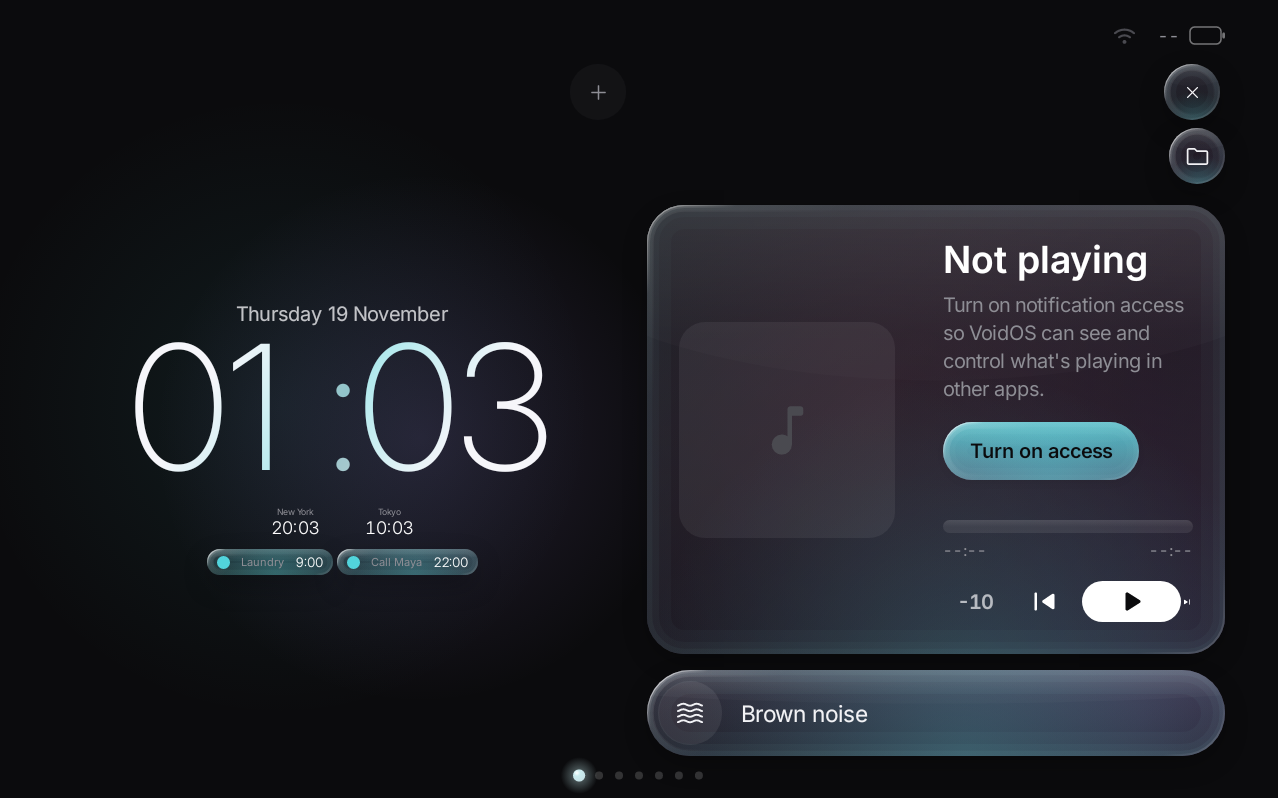 --
Thursday 19 November
01:03
New York
20:03
Tokyo
10:03
Laundry 9:00
Call Maya 22:00
Not playing
Turn on notification access
so VoidOS can see and
control what's playing in
other apps.
Turn on access
--:--
--:--
-10
Brown noise